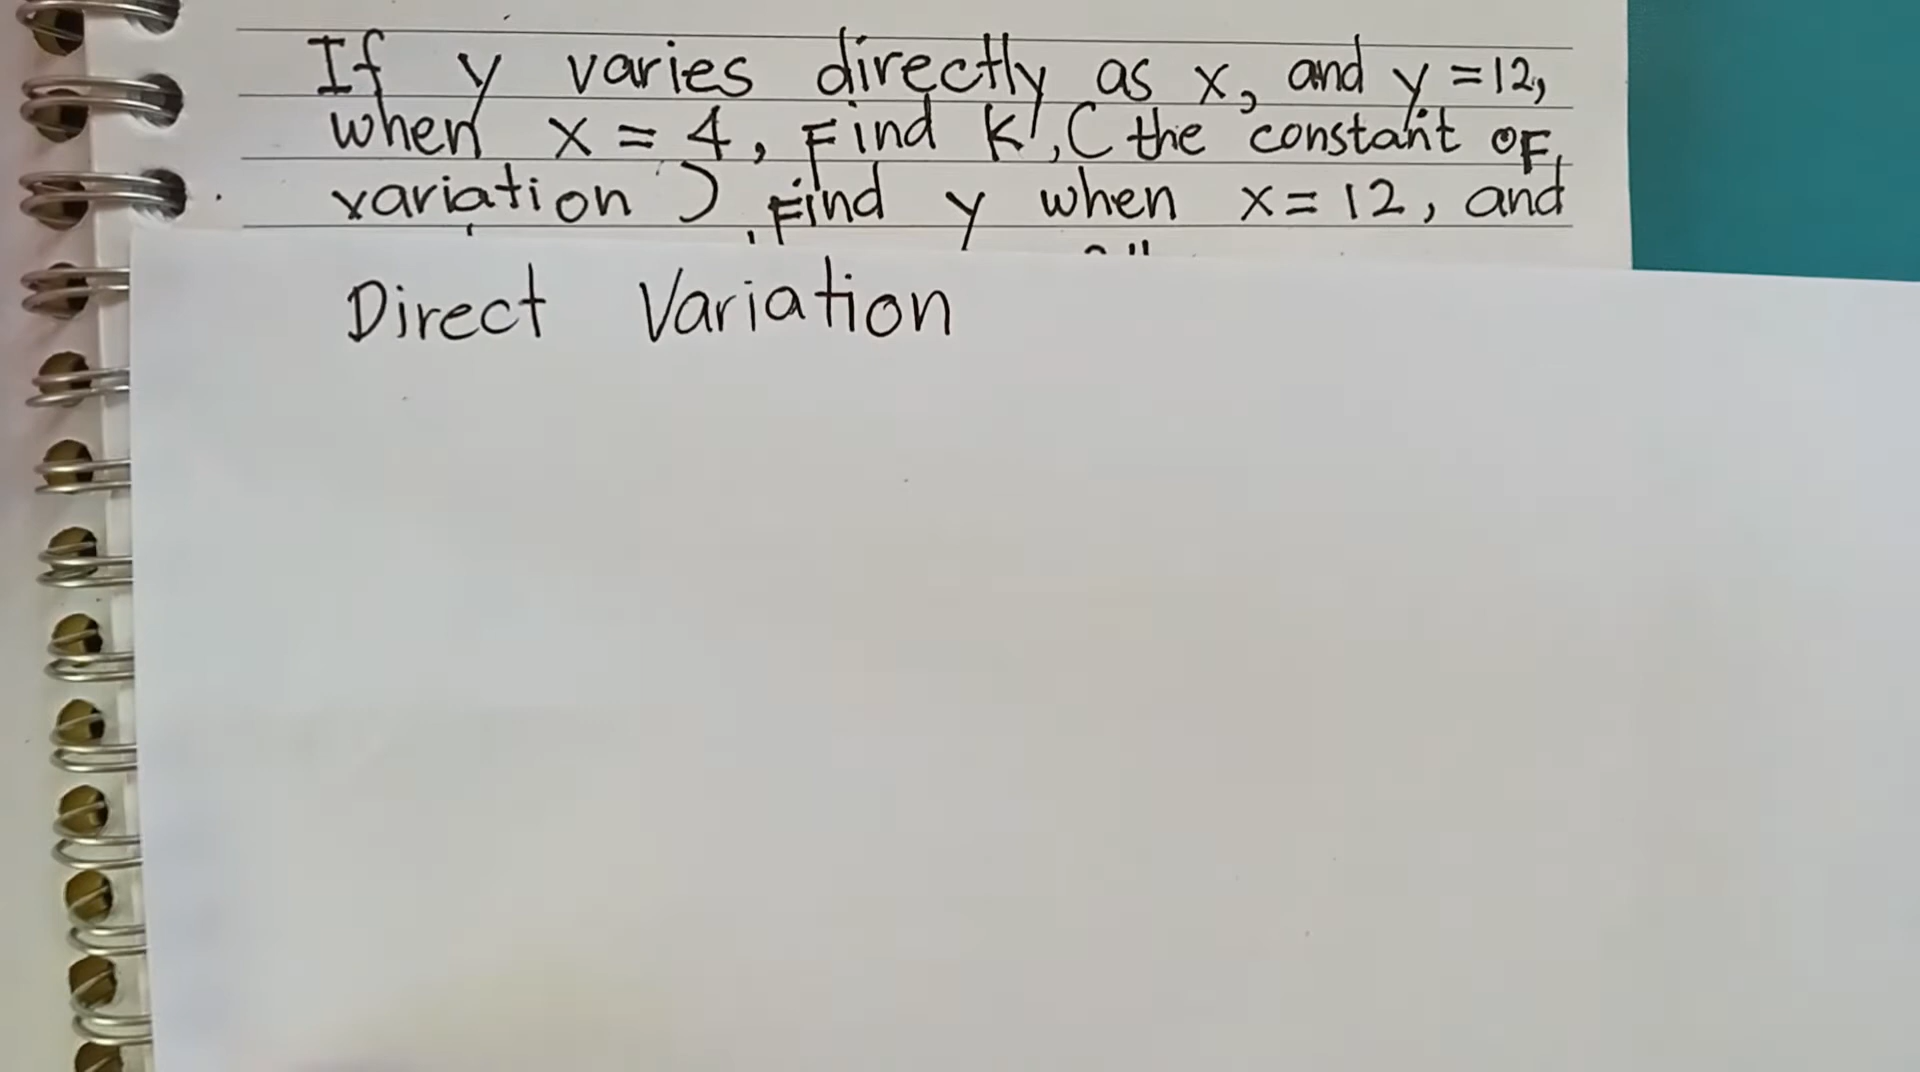 If y varies directly as x, and y = 12,
when x = 4, Find K, (the constant OF
variation) Find y when x = 12, and
Direct Variation